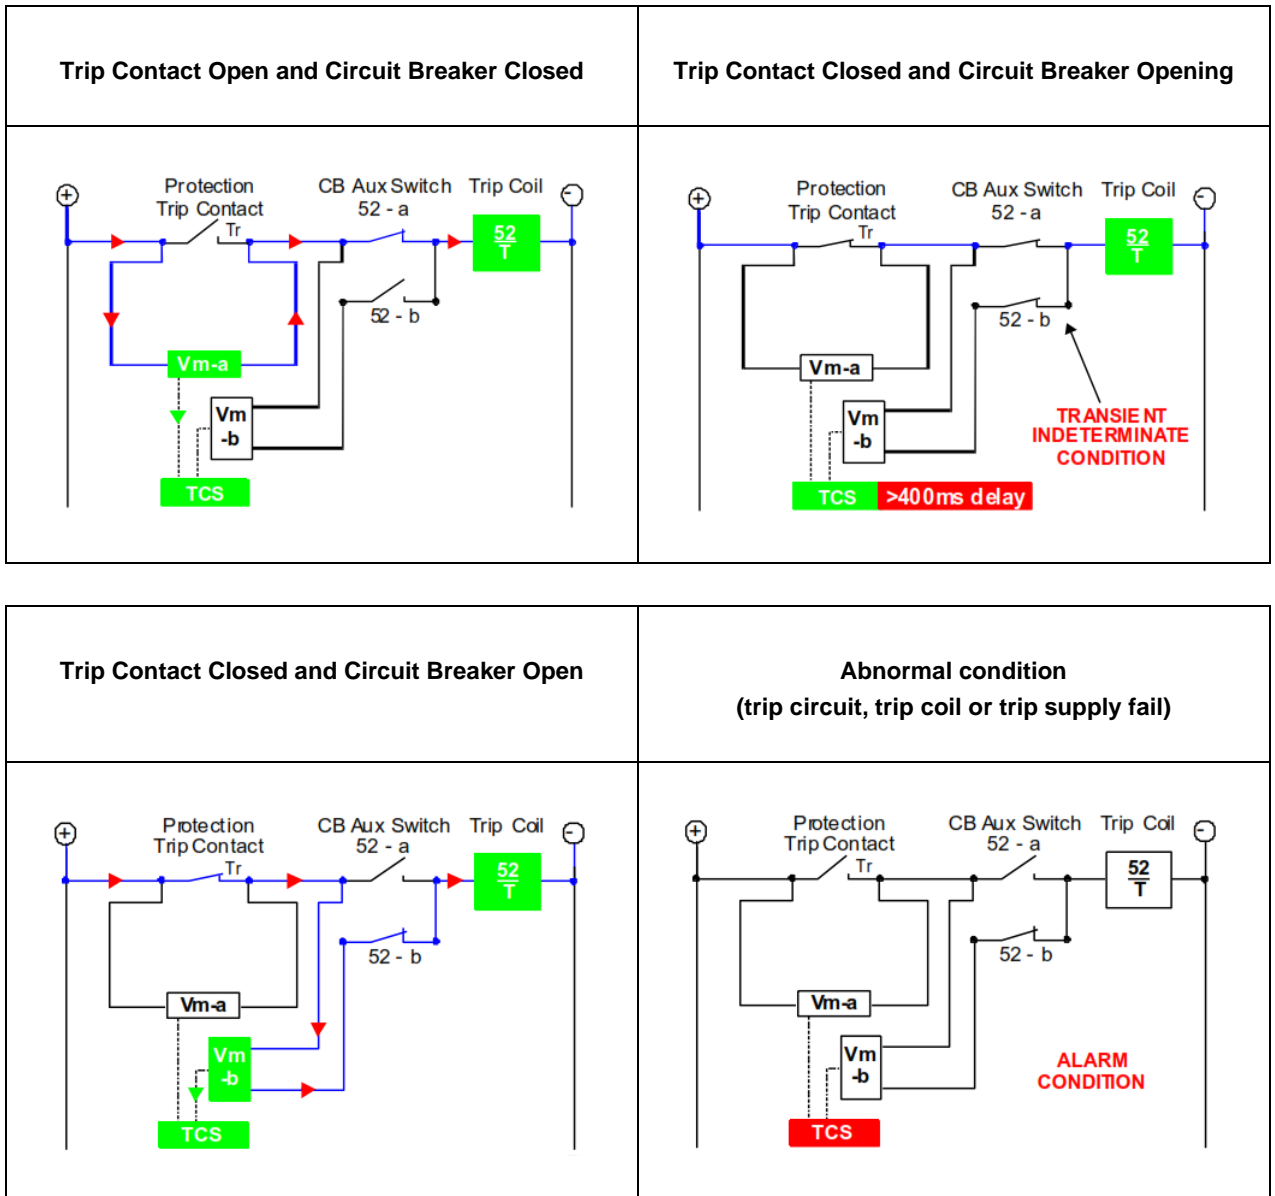 Trip Contact Open and Circuit Breaker Closed
Protection
Trip Contact
Tr
CB Aux Switch
52 - a
Trip Coil
+
-
52
T
52 - b
Vm-a
Vm
-b
TCS
Trip Contact Closed and Circuit Breaker Opening
Protection
Trip Contact
Tr
CB Aux Switch
52 - a
Trip Coil
+
-
52
T
52 - b
Vm-a
Vm
-b
TRANSIENT
INDETERMINATE
CONDITION
TCS >400ms delay
Trip Contact Closed and Circuit Breaker Open
Protection
Trip Contact
Tr
CB Aux Switch
52 - a
Trip Coil
+
-
52
T
52 - b
Vm-a
Vm
-b
TCS
Abnormal condition
(trip circuit, trip coil or trip supply fail)
Protection
Trip Contact
Tr
CB Aux Switch
52 - a
Trip Coil
+
-
52
T
52 - b
Vm-a
Vm
-b
ALARM
CONDITION
TCS